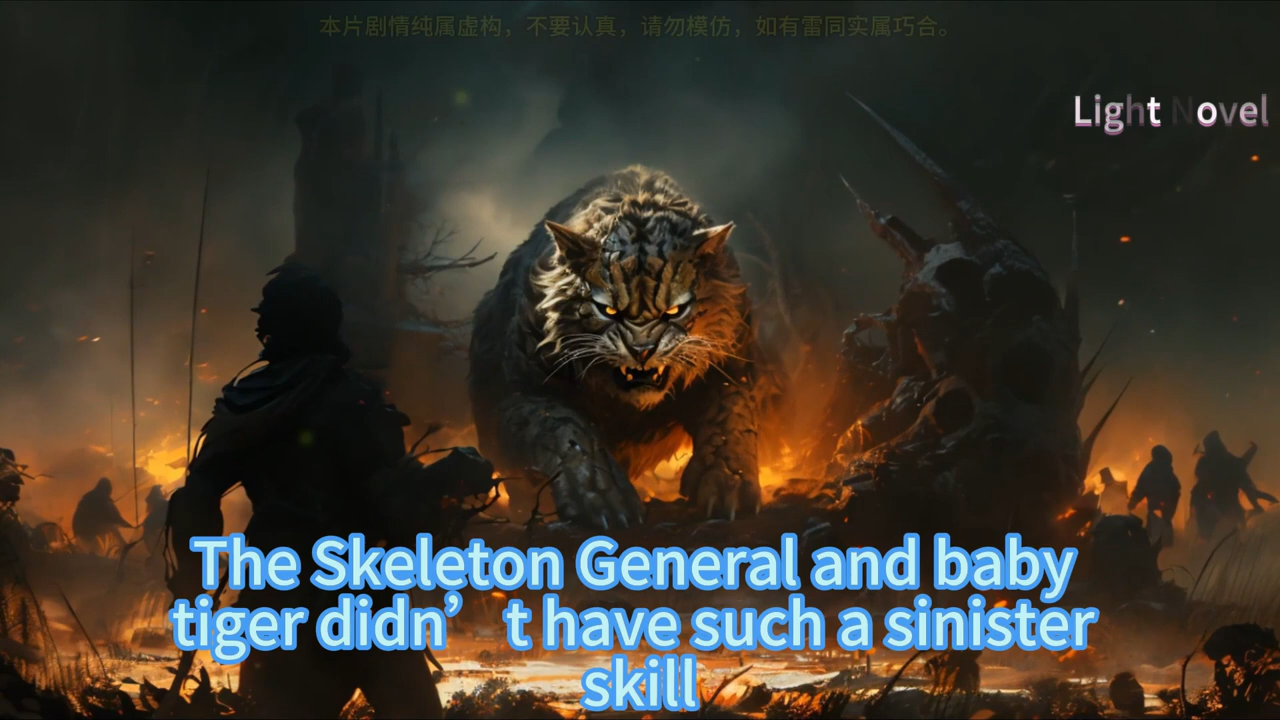 本片剧情纯属虚构，不要认真，请勿模仿，如有雷同实属巧合。
Light Novel
The Skeleton General and baby
tiger didn’t have such a sinister
skill